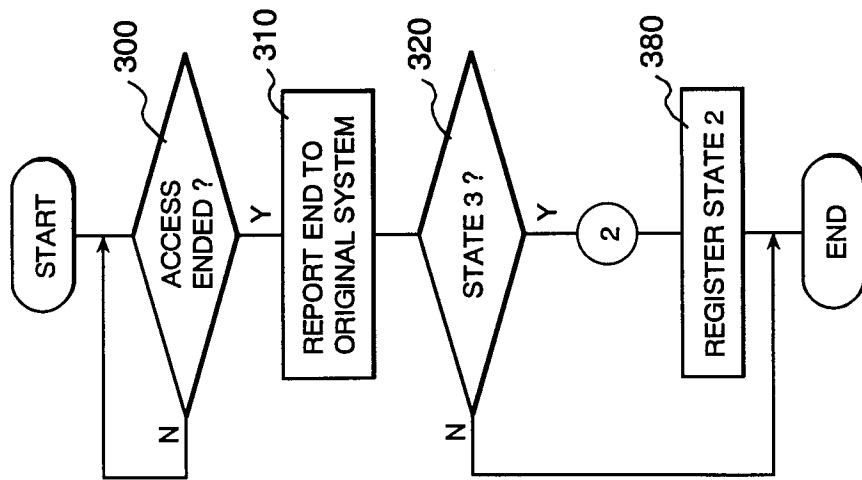 START
300
ACCESS
ENDED ?
N
Y
310
REPORT END TO
ORIGINAL SYSTEM
320
STATE 3 ?
N
Y
2
380
REGISTER STATE 2
END